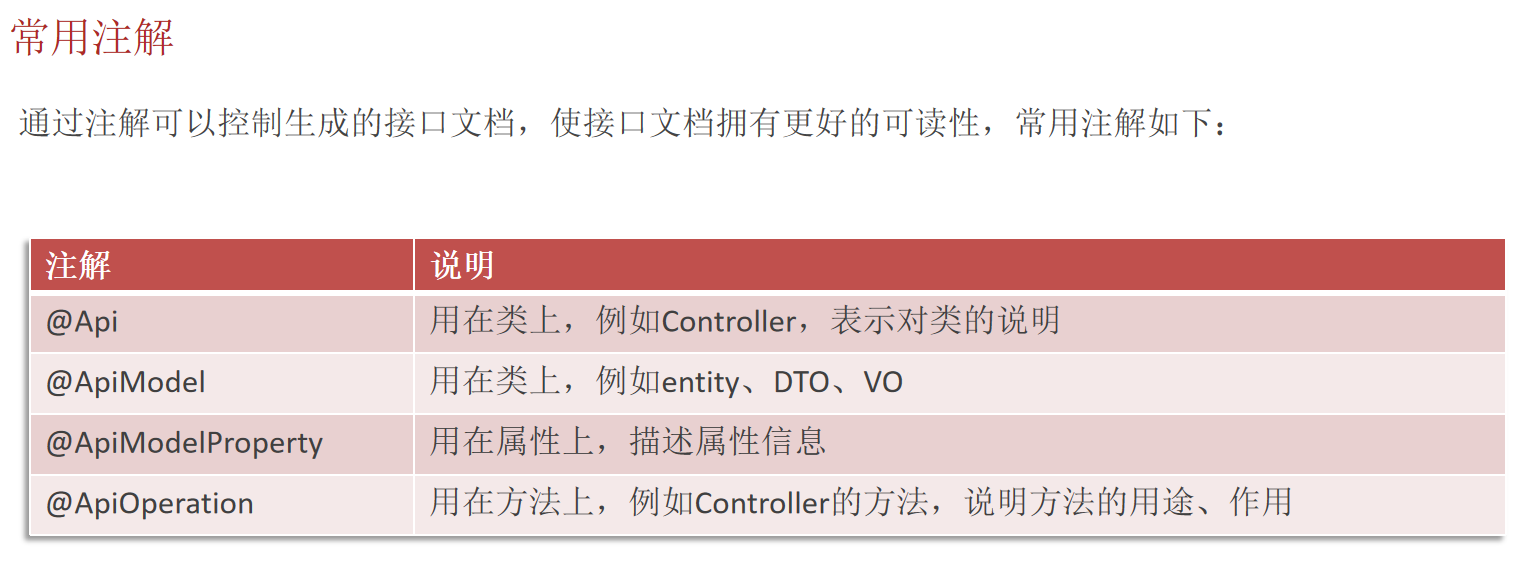 常用注解
通过注解可以控制生成的接口文档，使接口文档拥有更好的可读性，常用注解如下：
注解 说明
@Api 用在类上，例如Controller，表示对类的说明
@ApiModel 用在类上，例如entity、DTO、VO
@ApiModelProperty 用在属性上，描述属性信息
@ApiOperation 用在方法上，例如Controller的方法，说明方法的用途、作用